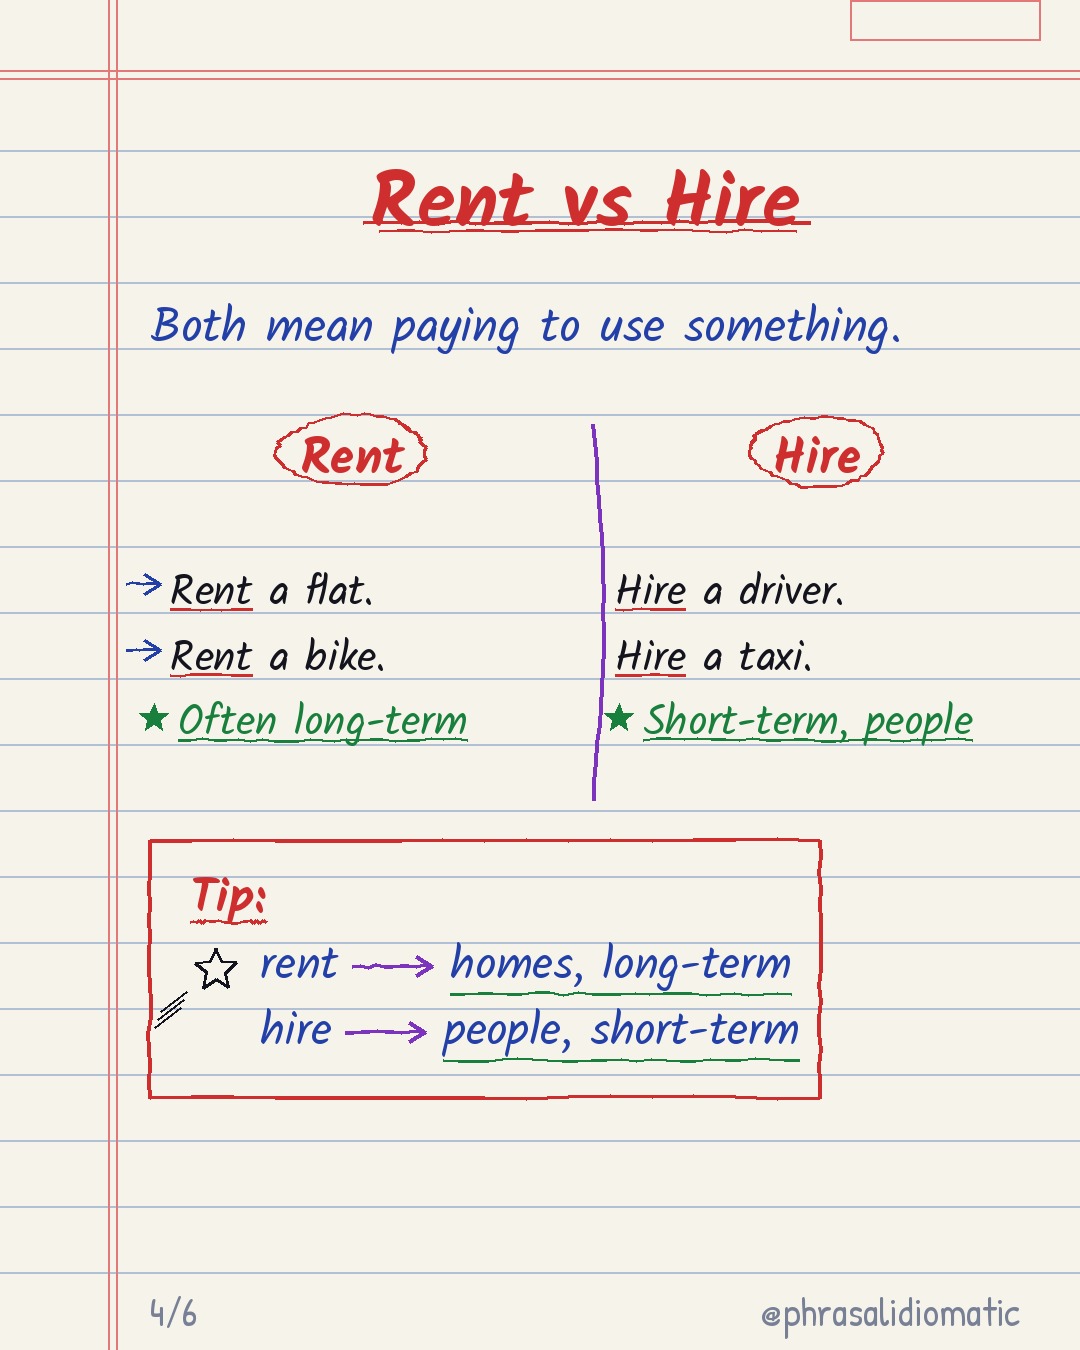 Rent vs Hire
Both mean paying to use something.
Rent
Rent a flat.
Rent a bike.
Often long-term
Hire
Hire a driver.
Hire a taxi.
Short-term, people
Tip:
rent → homes, long-term
hire → people, short-term
4/6
@phrasalidiomatic